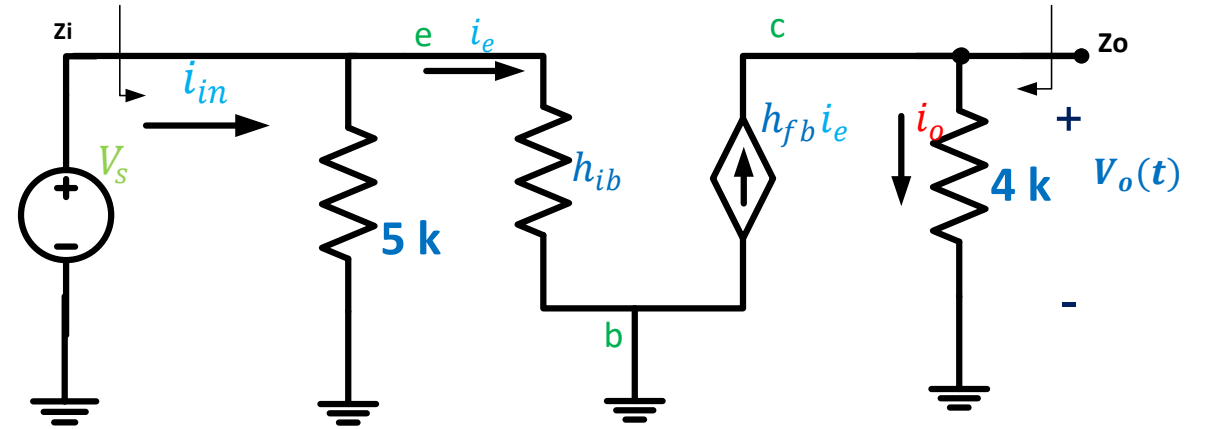 Zi
e
i_e
c
Zo
i_in
V_s
+
-
5 k
h_ib
h_fb i_e
i_o
4 k
+
V_o(t)
-
b